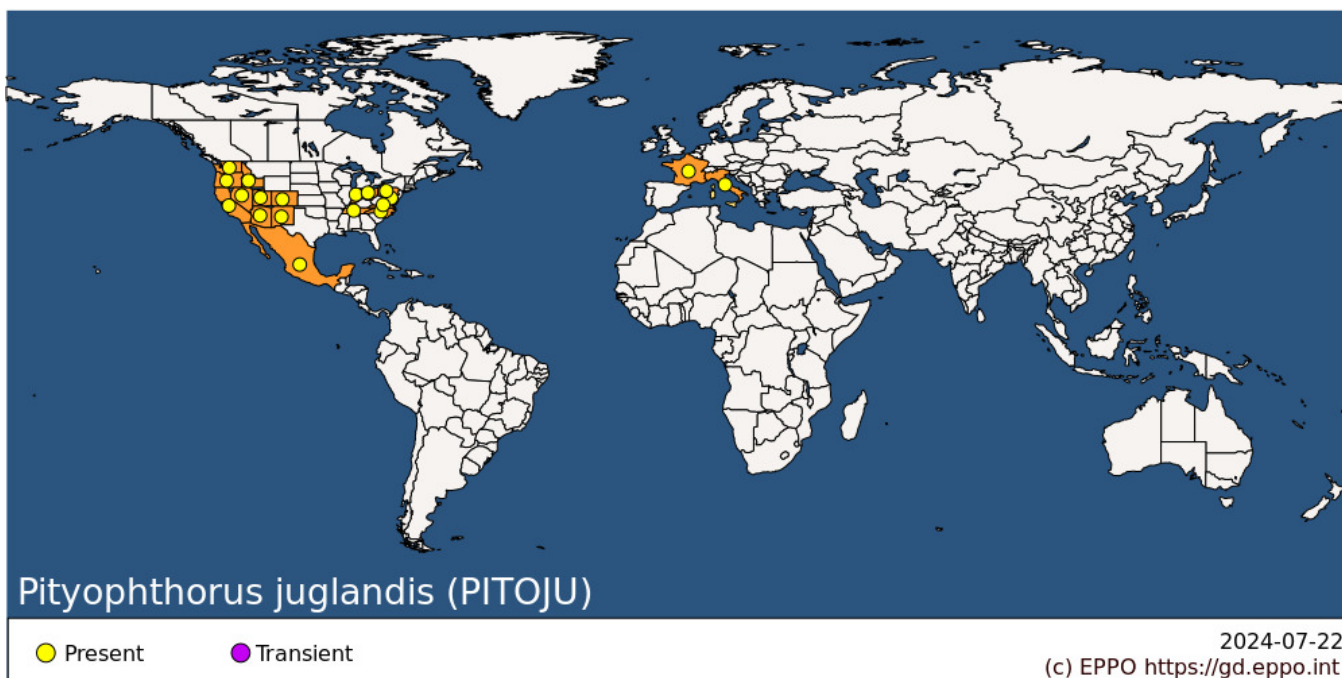 Pityophthorus juglandis (PITOJU)
Present
Transient
2024-07-22
(c) EPPO https://gd.eppo.int